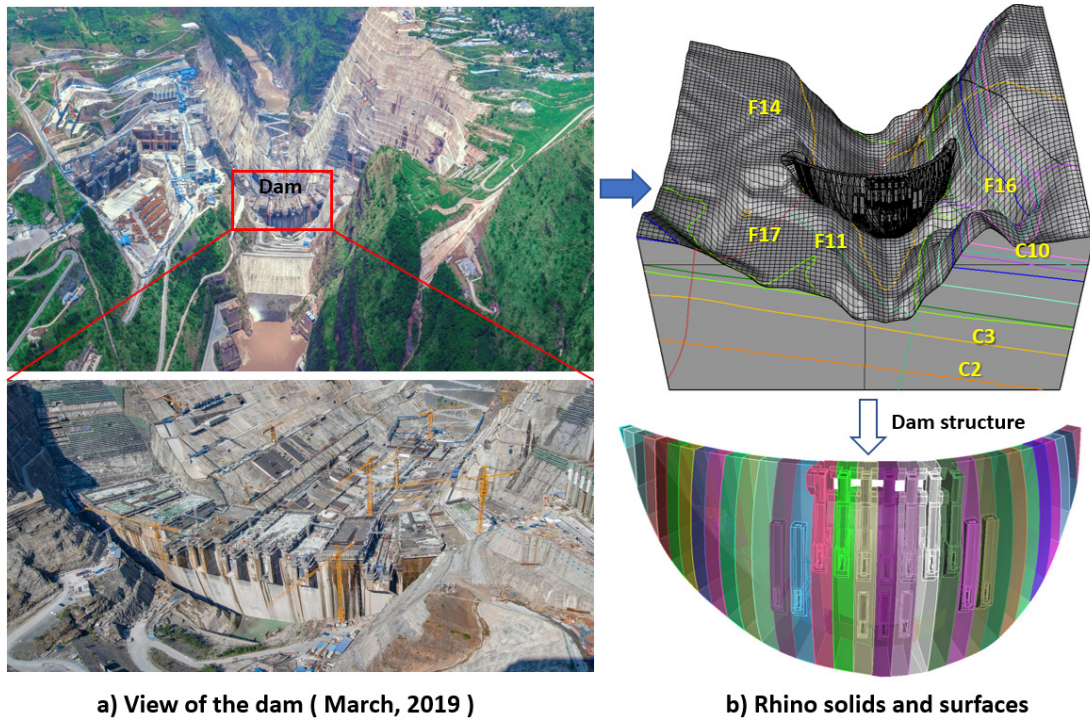 Dam
F14
F16
F17
F11
C10
C3
C2
Dam structure
a) View of the dam ( March, 2019 )
b) Rhino solids and surfaces